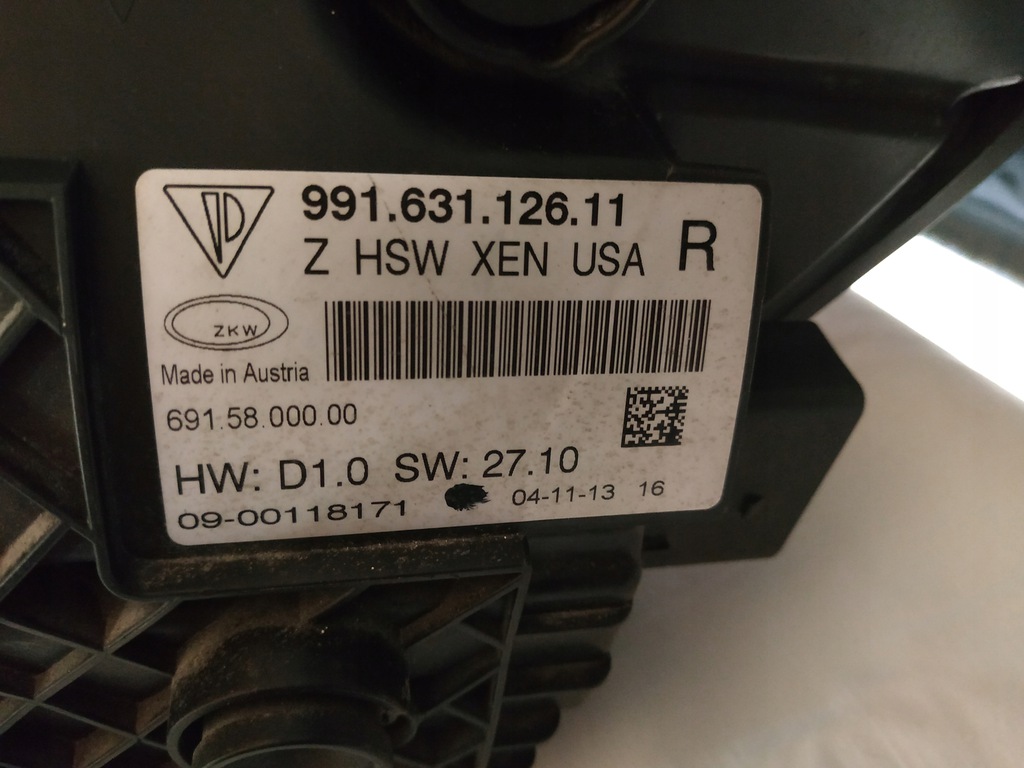 991.631.126.11
Z HSW XEN USA R
ZKW
Made in Austria
691.58.000.00
HW: D1.0 SW: 27.10
09-00118171 04-11-13 16